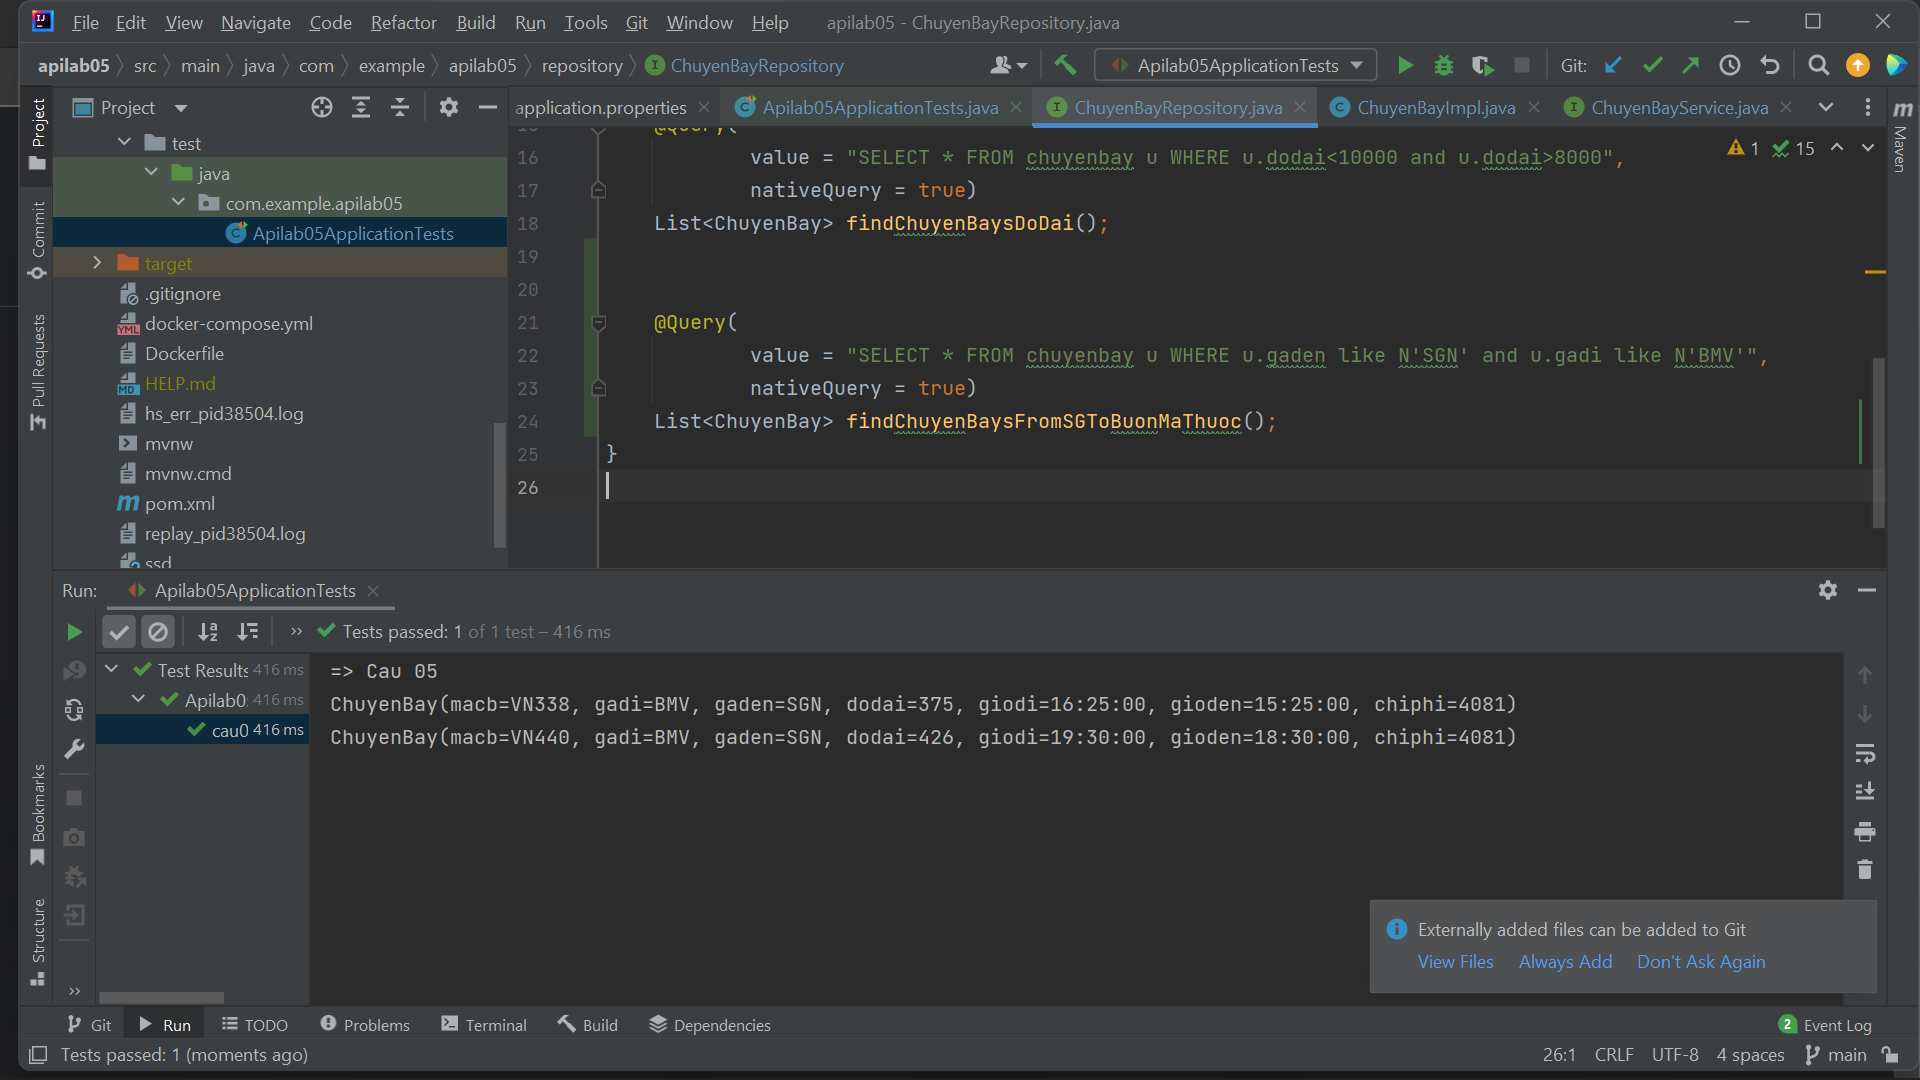 File Edit View Navigate Code Refactor Build Run Tools Git Window Help apilab05 - ChuyenBayRepository.java
apilab05 src main java com example apilab05 repository ChuyenBayRepository Apilab05ApplicationTests Git:
Project
application.properties Apilab05ApplicationTests.java ChuyenBayRepository.java ChuyenBayImpl.java ChuyenBayService.java
Project
Commit
Pull Requests
Bookmarks
Structure
Maven
test
java
com.example.apilab05
Apilab05ApplicationTests
target
.gitignore
docker-compose.yml
Dockerfile
HELP.md
hs_err_pid38504.log
mvnw
mvnw.cmd
pom.xml
replay_pid38504.log
ssd
1 15
16 value = "SELECT * FROM chuyenbay u WHERE u.dodai<10000 and u.dodai>8000",
17 nativeQuery = true)
18 List<ChuyenBay> findChuyenBaysDoDai();
19
20
21 @Query(
22 value = "SELECT * FROM chuyenbay u WHERE u.gaden like N'SGN' and u.gadi like N'BMV'",
23 nativeQuery = true)
24 List<ChuyenBay> findChuyenBaysFromSGToBuonMaThuoc();
25 }
26
Run: Apilab05ApplicationTests
Tests passed: 1 of 1 test – 416 ms
Test Results 416 ms
Apilab0 416 ms
cau0 416 ms
=> Cau 05
ChuyenBay(macb=VN338, gadi=BMV, gaden=SGN, dodai=375, giodi=16:25:00, gioden=15:25:00, chiphi=4081)
ChuyenBay(macb=VN440, gadi=BMV, gaden=SGN, dodai=426, giodi=19:30:00, gioden=18:30:00, chiphi=4081)
Externally added files can be added to Git
View Files Always Add Don't Ask Again
Git Run TODO Problems Terminal Build Dependencies 2 Event Log
Tests passed: 1 (moments ago) 26:1 CRLF UTF-8 4 spaces main